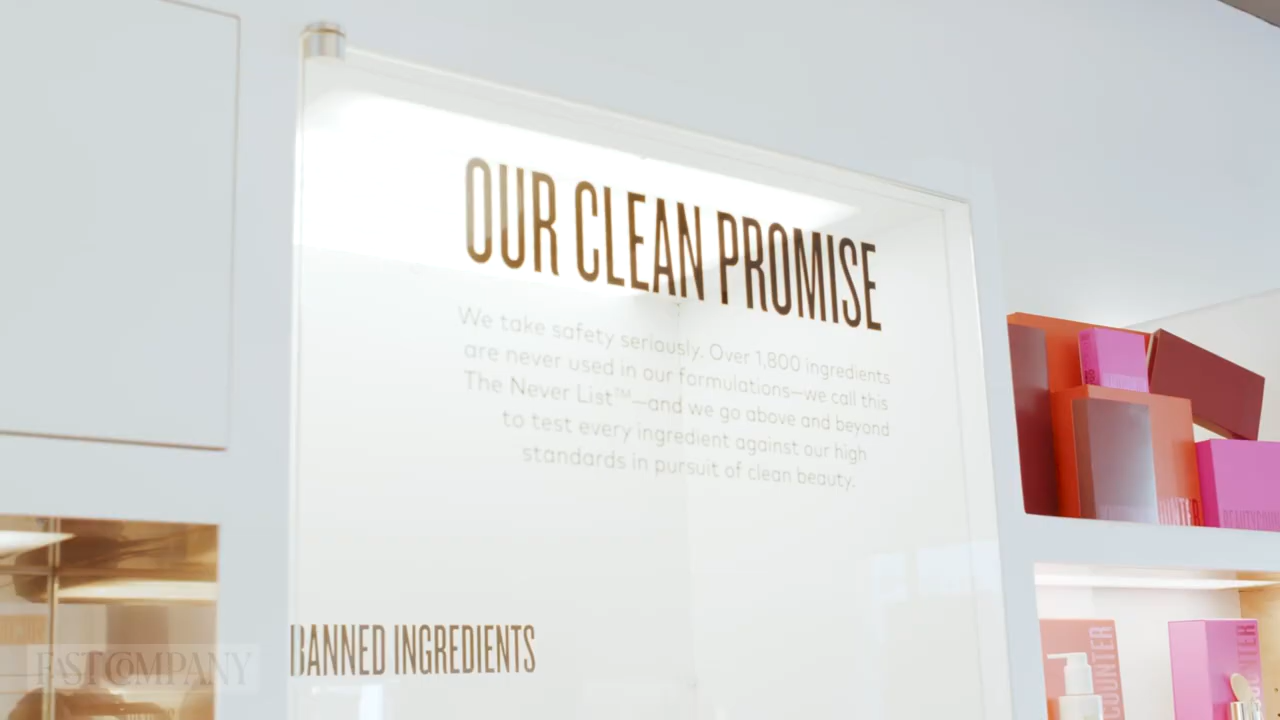 OUR CLEAN PROMISE
We take safety seriously. Over 1,800 ingredients
are never used in our formulations—we call this
The Never List™—and we go above and beyond
to test every ingredient against our high
standards in pursuit of clean beauty.
BANNED INGREDIENTS
FAST COMPANY